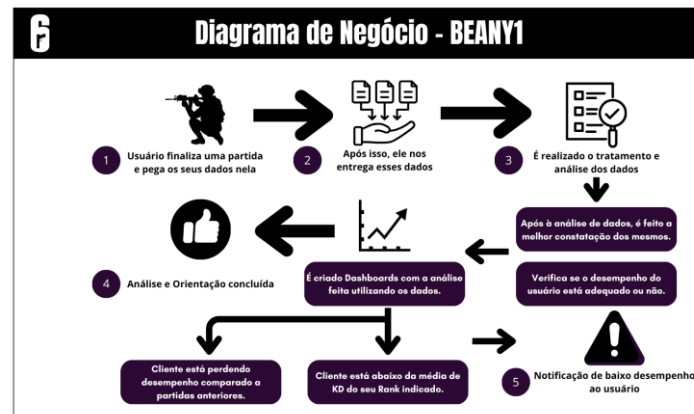 Diagrama de Negócio - BEANY1
1
Usuário finaliza uma partida
e pega os seus dados nela
2
Após isso, ele nos
entrega esses dados
3
É realizado o tratamento e
análise dos dados
Após à análise de dados, é feito a
melhor constatação dos mesmos.
Verifica se o desempenho do
usuário está adequado ou não.
É criado Dashboards com a análise
feita utilizando os dados.
4
Análise e Orientação concluída
Cliente está perdendo
desempenho comparado a
partidas anteriores.
Cliente está abaixo da média de
KD do seu Rank indicado.
5
Notificação de baixo desempenho
ao usuário